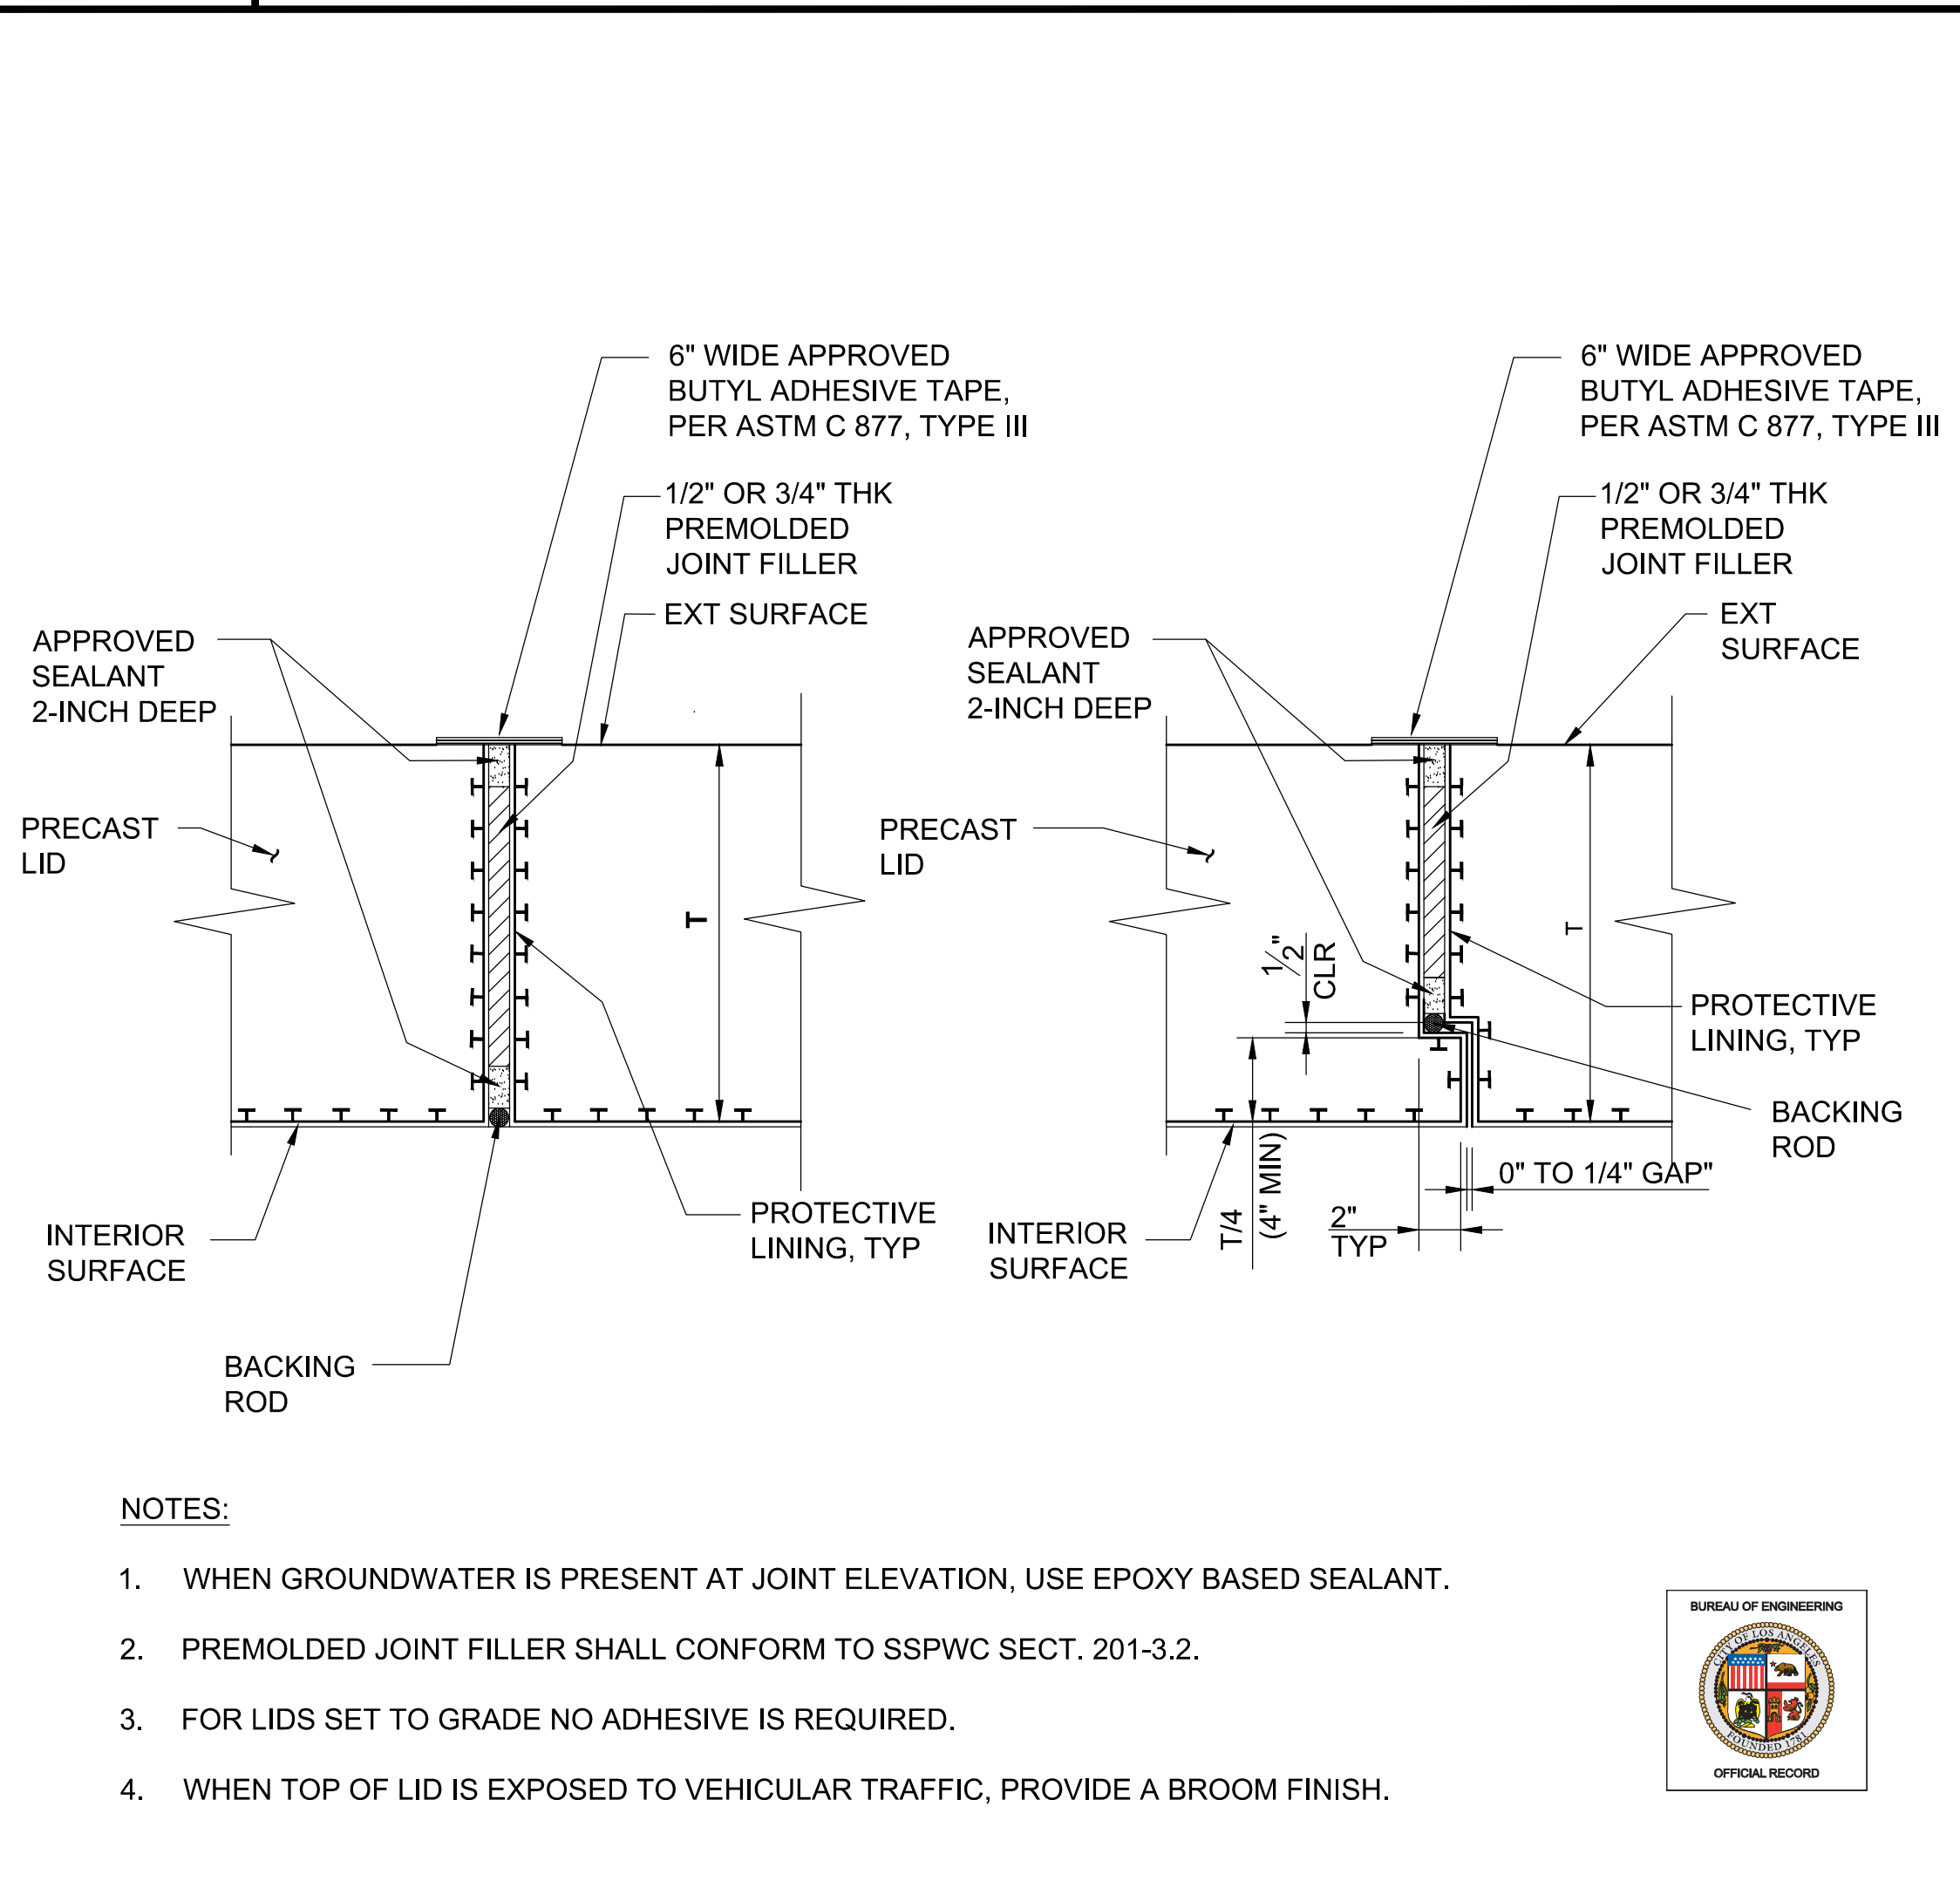 6" WIDE APPROVED
BUTYL ADHESIVE TAPE,
PER ASTM C 877, TYPE III
1/2" OR 3/4" THK
PREMOLDED
JOINT FILLER
EXT SURFACE
APPROVED
SEALANT
2-INCH DEEP
PRECAST
LID
T
INTERIOR
SURFACE
PROTECTIVE
LINING, TYP
BACKING
ROD
6" WIDE APPROVED
BUTYL ADHESIVE TAPE,
PER ASTM C 877, TYPE III
1/2" OR 3/4" THK
PREMOLDED
JOINT FILLER
EXT
SURFACE
APPROVED
SEALANT
2-INCH DEEP
PRECAST
LID
1/2"
CLR
T
PROTECTIVE
LINING, TYP
BACKING
ROD
0" TO 1/4" GAP"
T/4
(4" MIN)
2"
TYP
INTERIOR
SURFACE
NOTES:
1. WHEN GROUNDWATER IS PRESENT AT JOINT ELEVATION, USE EPOXY BASED SEALANT.
2. PREMOLDED JOINT FILLER SHALL CONFORM TO SSPWC SECT. 201-3.2.
3. FOR LIDS SET TO GRADE NO ADHESIVE IS REQUIRED.
4. WHEN TOP OF LID IS EXPOSED TO VEHICULAR TRAFFIC, PROVIDE A BROOM FINISH.
BUREAU OF ENGINEERING
CITY OF LOS ANGELES
FOUNDED 1781
OFFICIAL RECORD